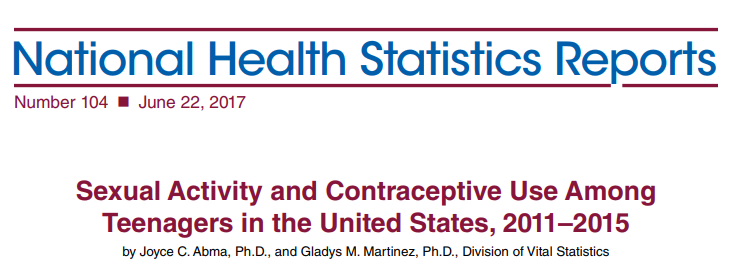 National Health Statistics Reports
Number 104 ■ June 22, 2017
Sexual Activity and Contraceptive Use Among
Teenagers in the United States, 2011–2015
by Joyce C. Abma, Ph.D., and Gladys M. Martinez, Ph.D., Division of Vital Statistics